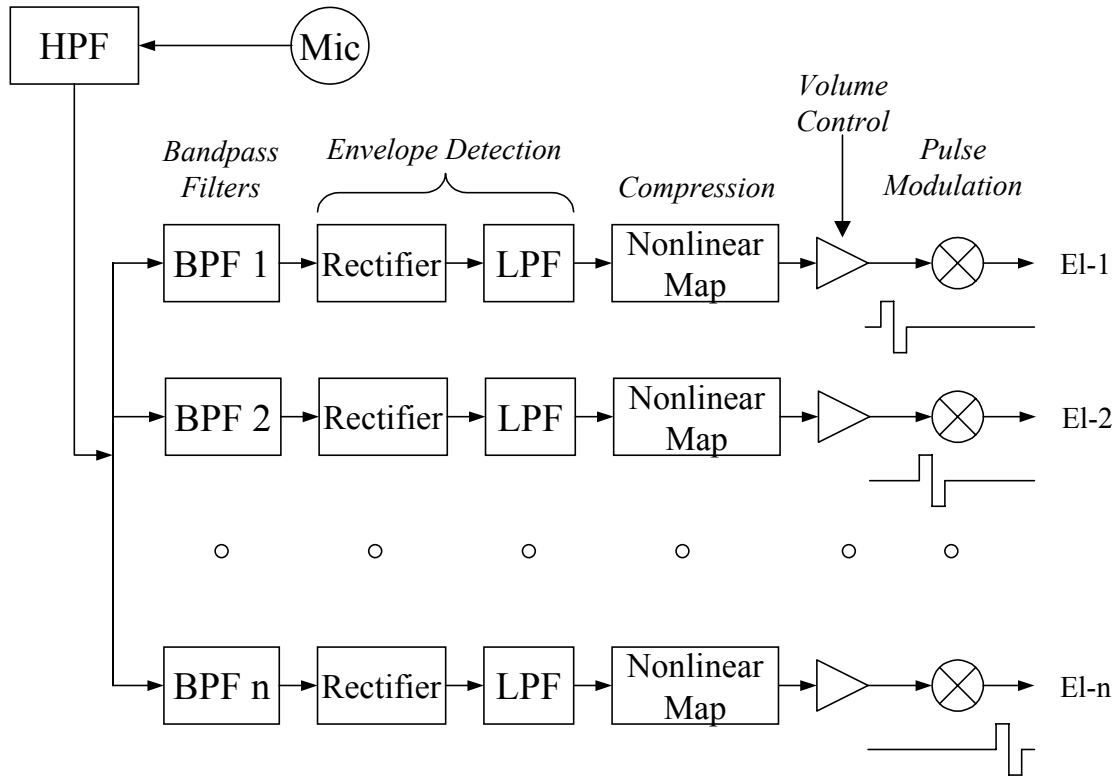 HPF
Mic
Volume
Control
Bandpass
Filters
Envelope Detection
Compression
Pulse
Modulation
BPF 1
Rectifier
LPF
Nonlinear
Map
El-1
BPF 2
Rectifier
LPF
Nonlinear
Map
El-2
BPF n
Rectifier
LPF
Nonlinear
Map
El-n